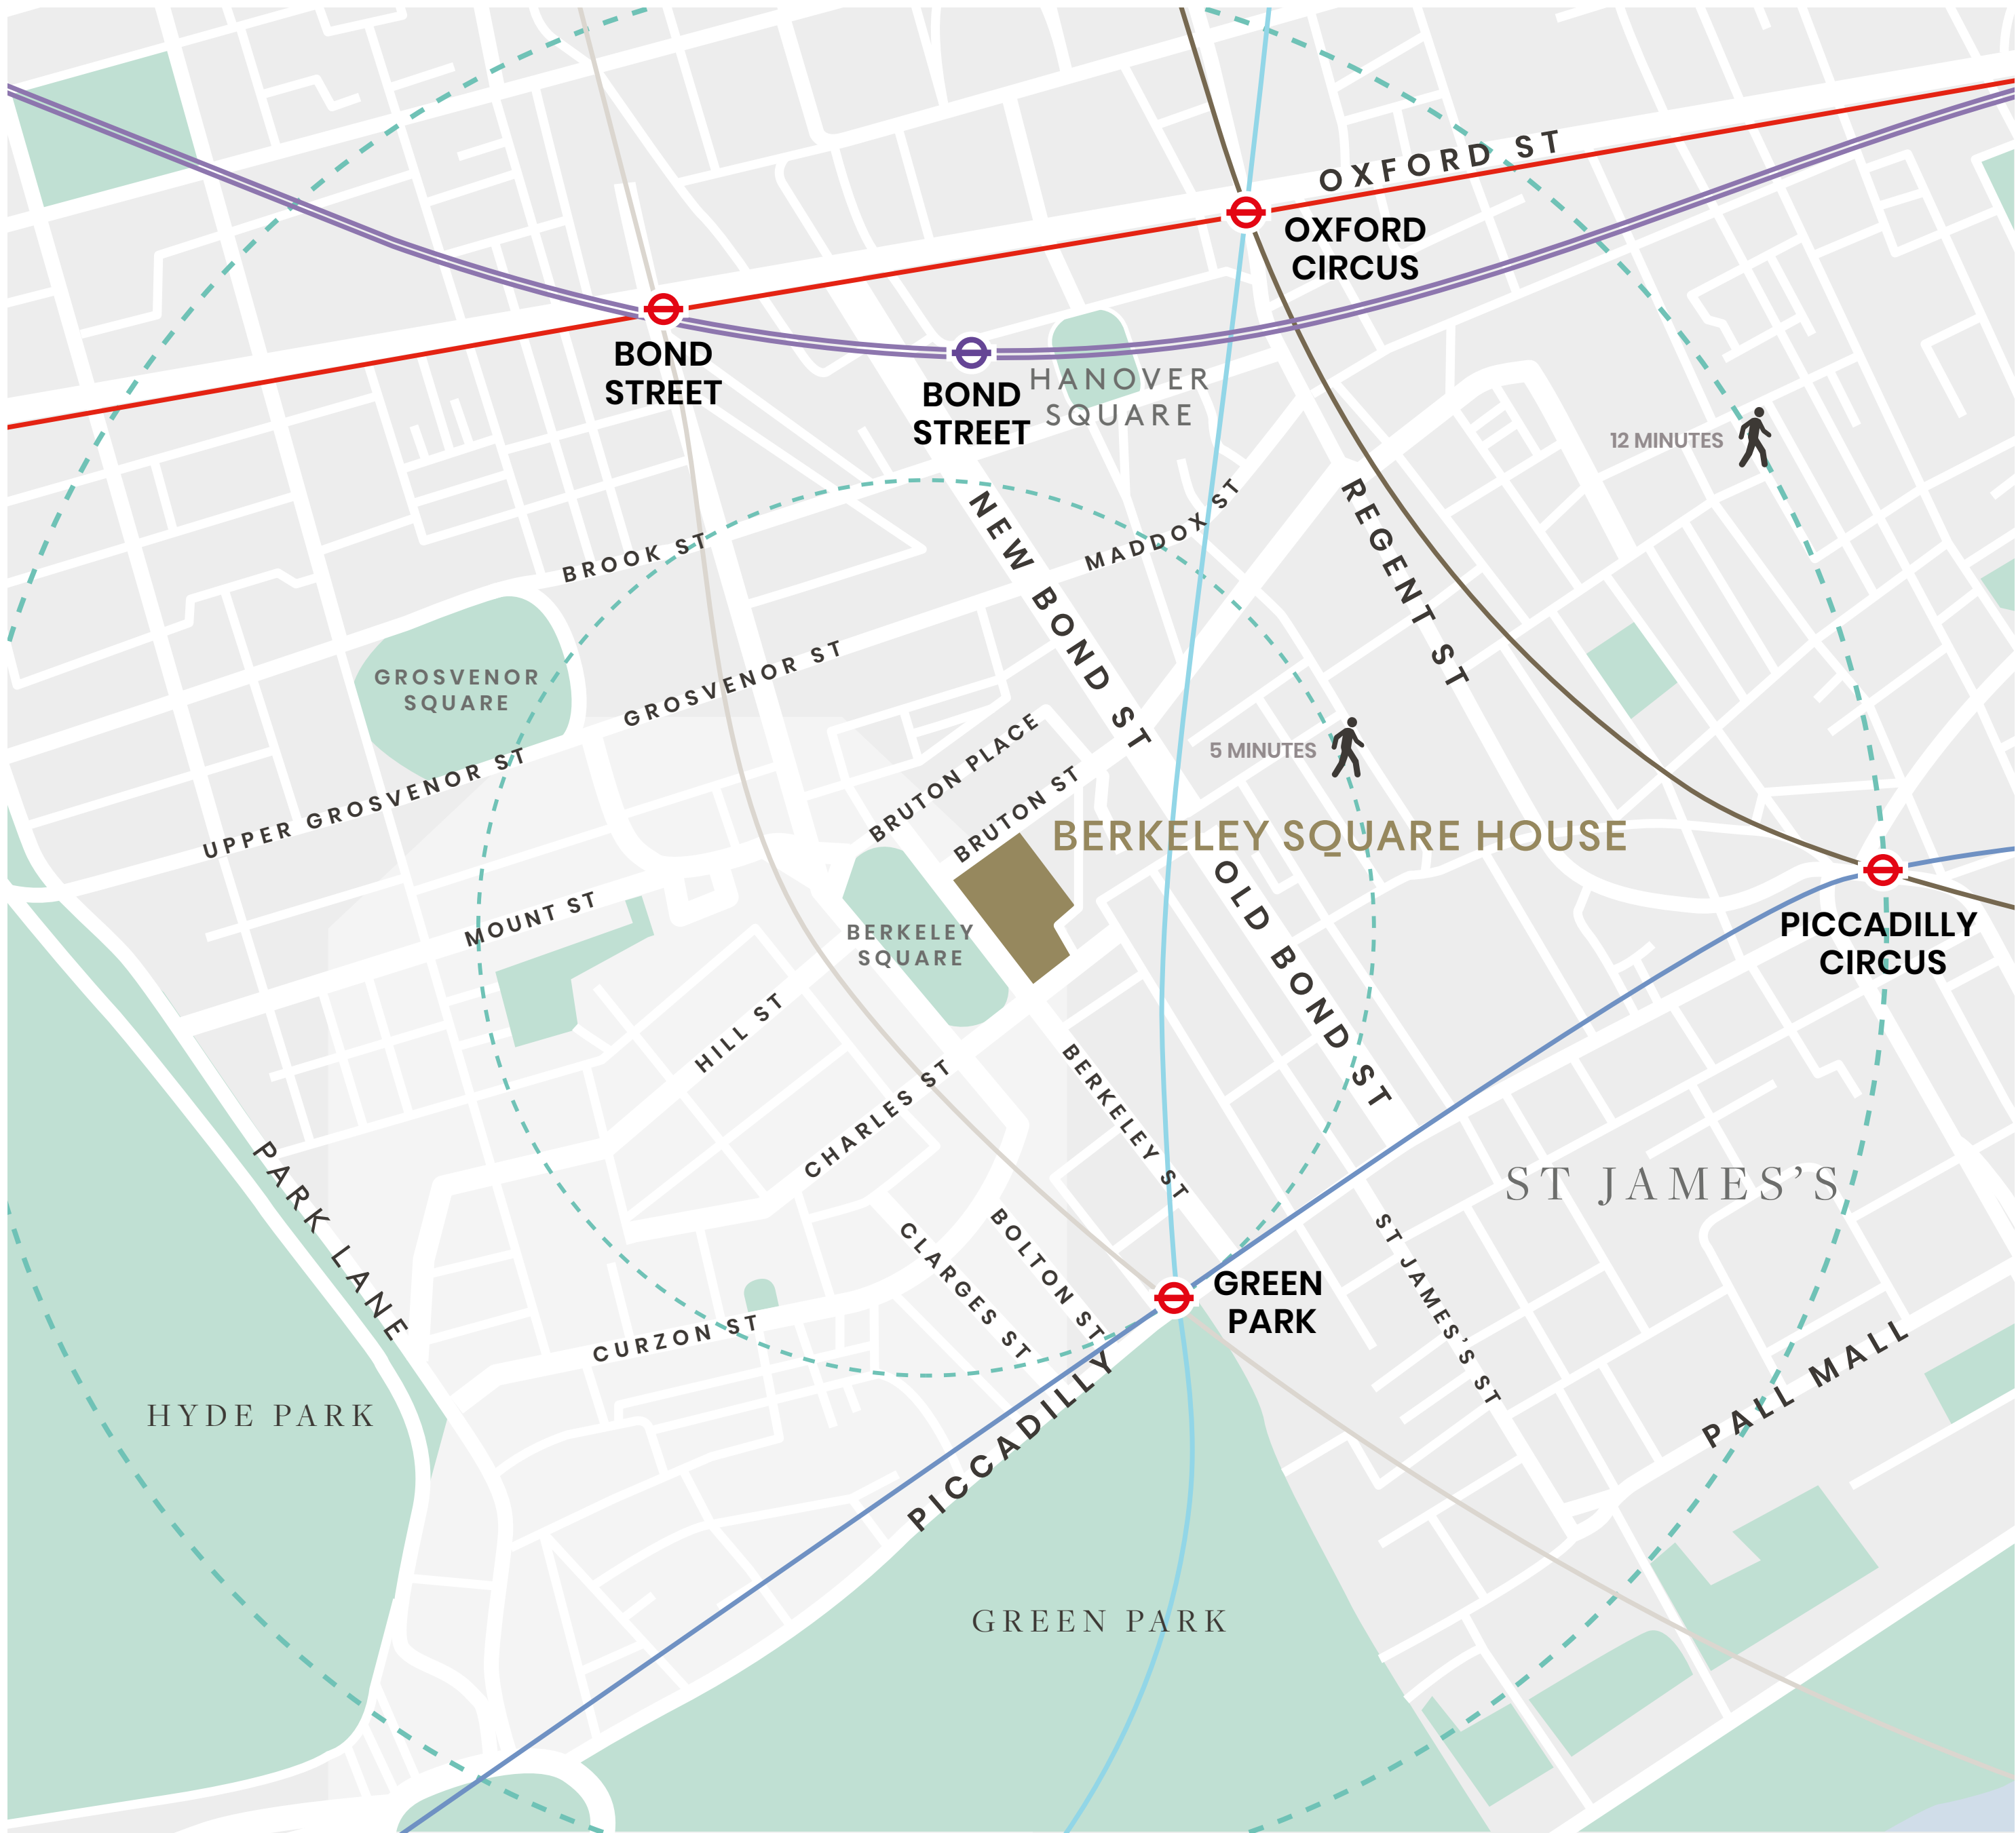 OXFORD ST
OXFORD
CIRCUS
BOND
STREET
BOND
STREET
HANOVER
SQUARE
12 MINUTES
NEW BOND ST
MADDOX ST
REGENT ST
BROOK ST
GROSVENOR
SQUARE
GROSVENOR ST
UPPER GROSVENOR ST
BRUTON PLACE
BRUTON ST
5 MINUTES
BERKELEY SQUARE HOUSE
MOUNT ST
BERKELEY
SQUARE
OLD BOND ST
PICCADILLY
CIRCUS
HILL ST
CHARLES ST
BERKELEY ST
PARK LANE
ST JAMES’S
CLARGES ST
BOLTON ST
ST JAMES’S ST
GREEN
PARK
CURZON ST
PICCADILLY
PALL MALL
HYDE PARK
GREEN PARK